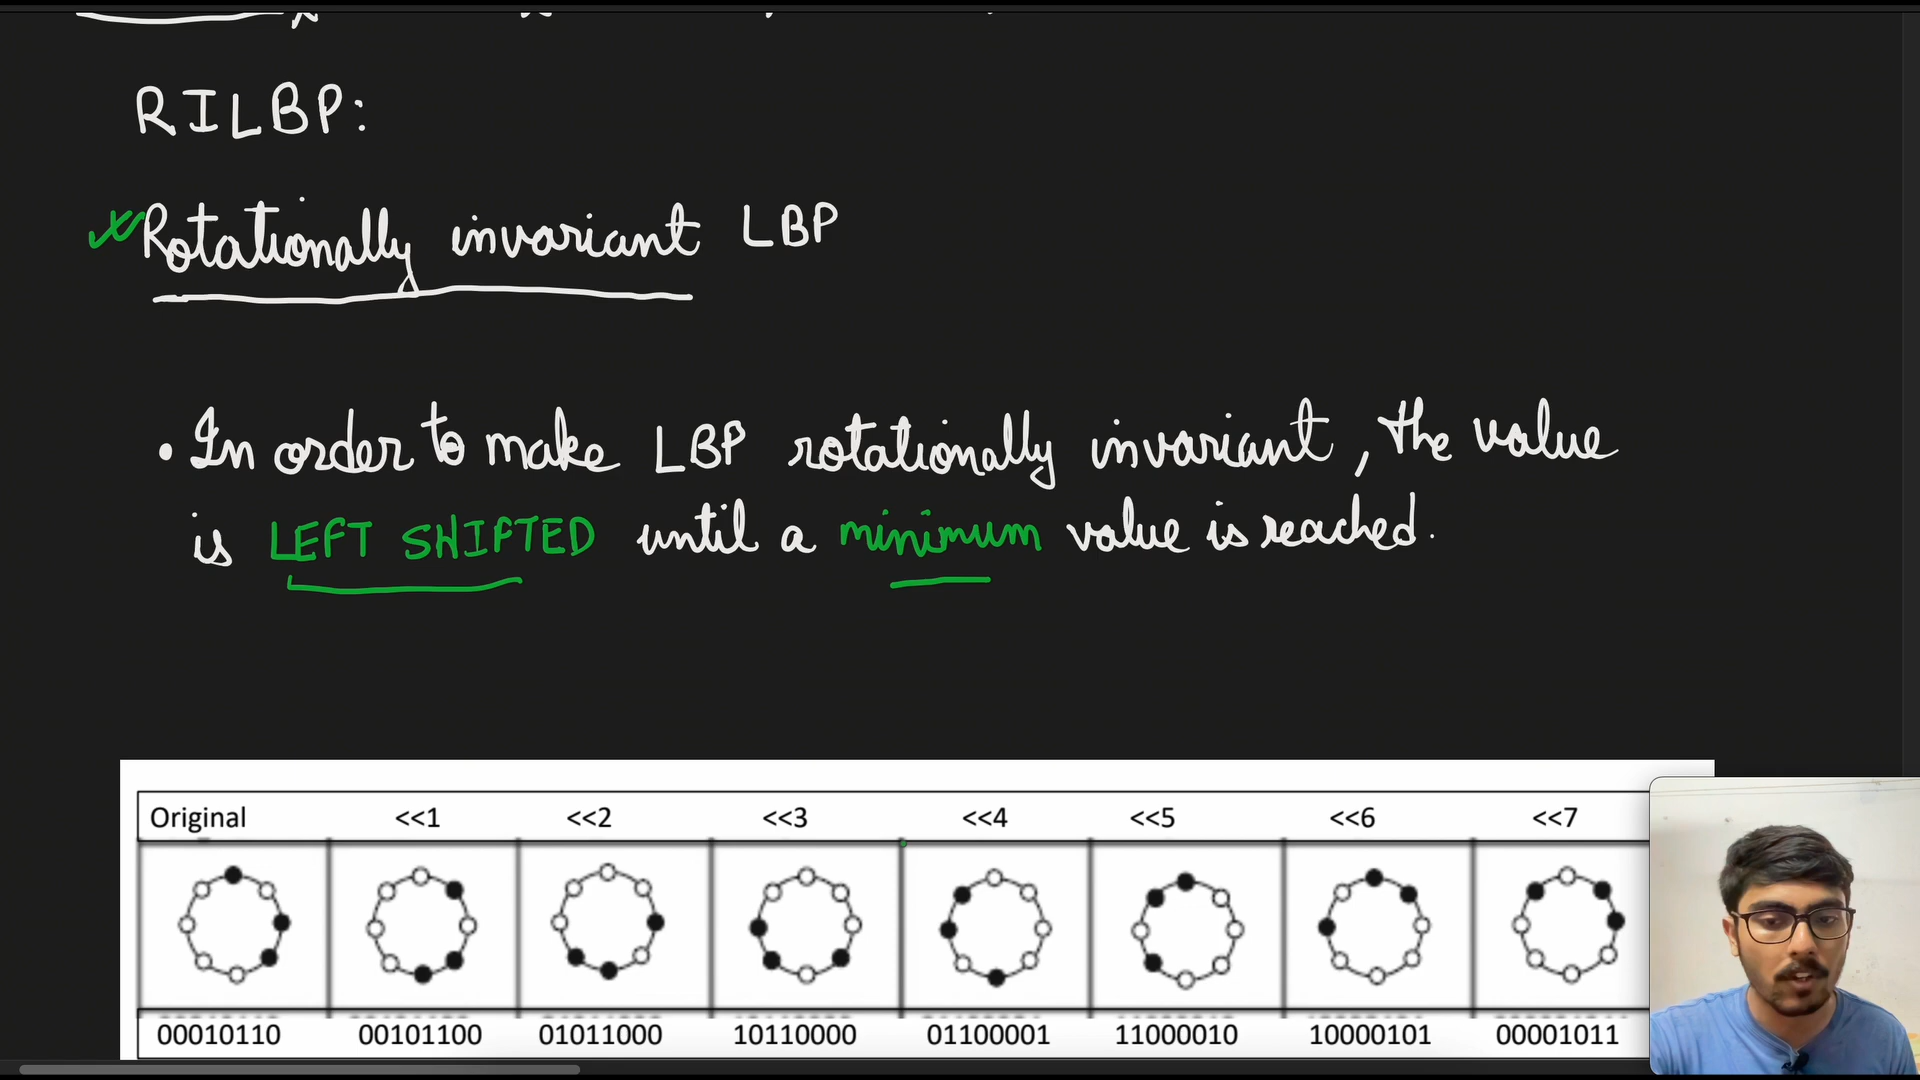 RILBP:
Rotationally invariant LBP
• In order to make LBP rotationally invariant, the value
is LEFT SHIFTED until a minimum value is reached.
Original <<1 <<2 <<3 <<4 <<5 <<6 <<7
00010110 00101100 01011000 10110000 01100001 11000010 10000101 00001011